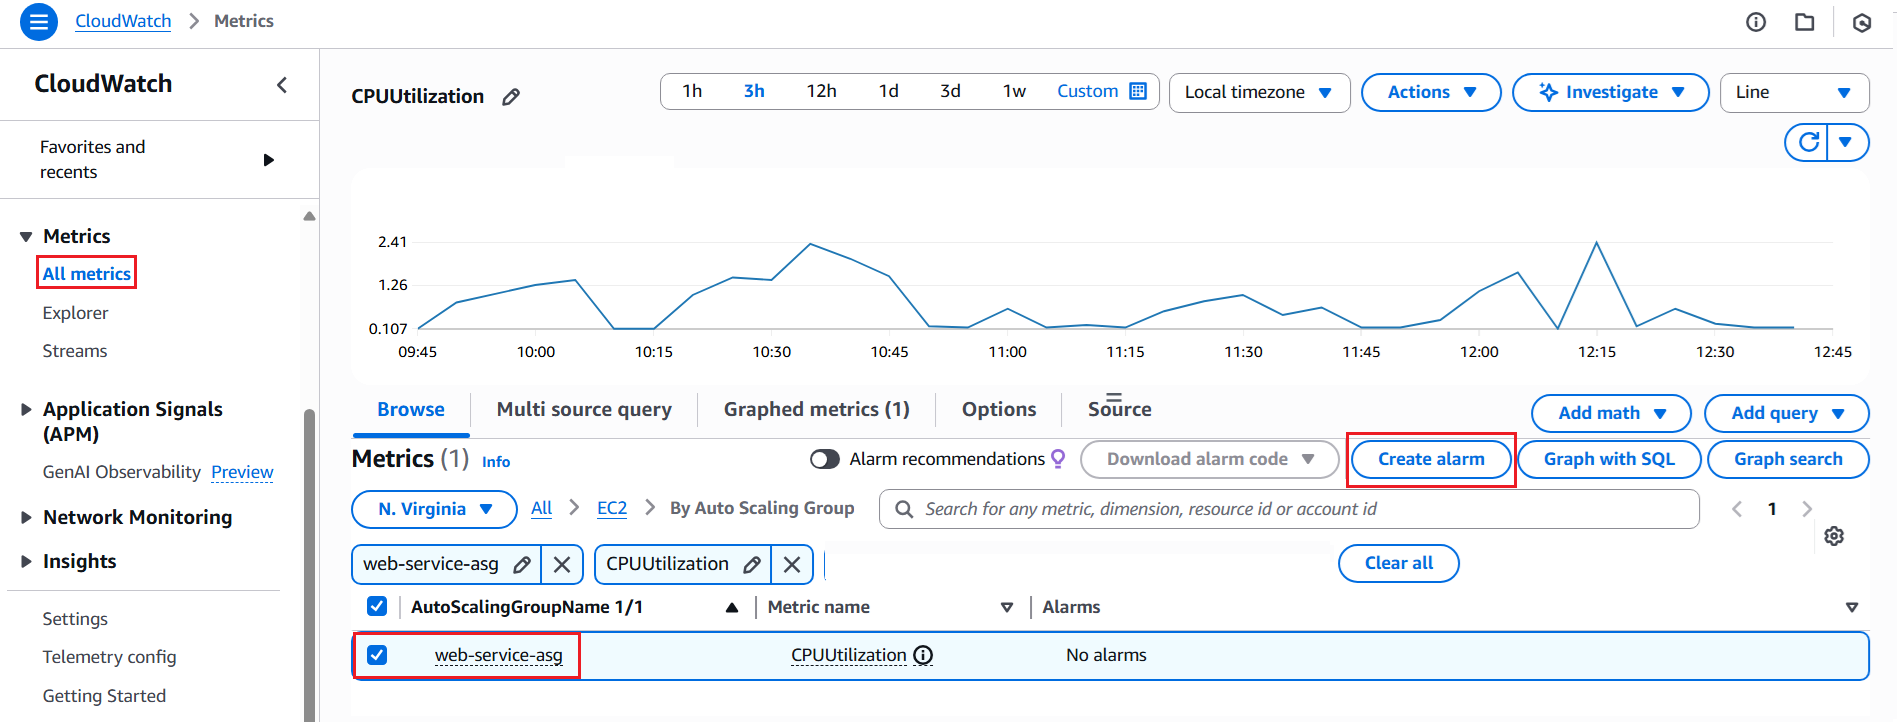 CloudWatch > Metrics
CloudWatch
Favorites and
recents
Metrics
All metrics
Explorer
Streams
Application Signals
(APM)
GenAI Observability Preview
Network Monitoring
Insights
Settings
Telemetry config
Getting Started
CPUUtilization
1h 3h 12h 1d 3d 1w Custom
Local timezone
Actions
Investigate
Line
2.41
1.26
0.107
09:45 10:00 10:15 10:30 10:45 11:00 11:15 11:30 11:45 12:00 12:15 12:30 12:45
Browse
Multi source query
Graphed metrics (1)
Options
Source
Add math
Add query
Metrics (1) Info
Alarm recommendations
Download alarm code
Create alarm
Graph with SQL
Graph search
N. Virginia
All > EC2 > By Auto Scaling Group
Search for any metric, dimension, resource id or account id
1
web-service-asg
CPUUtilization
Clear all
AutoScalingGroupName 1/1
Metric name
Alarms
web-service-asg
CPUUtilization
No alarms